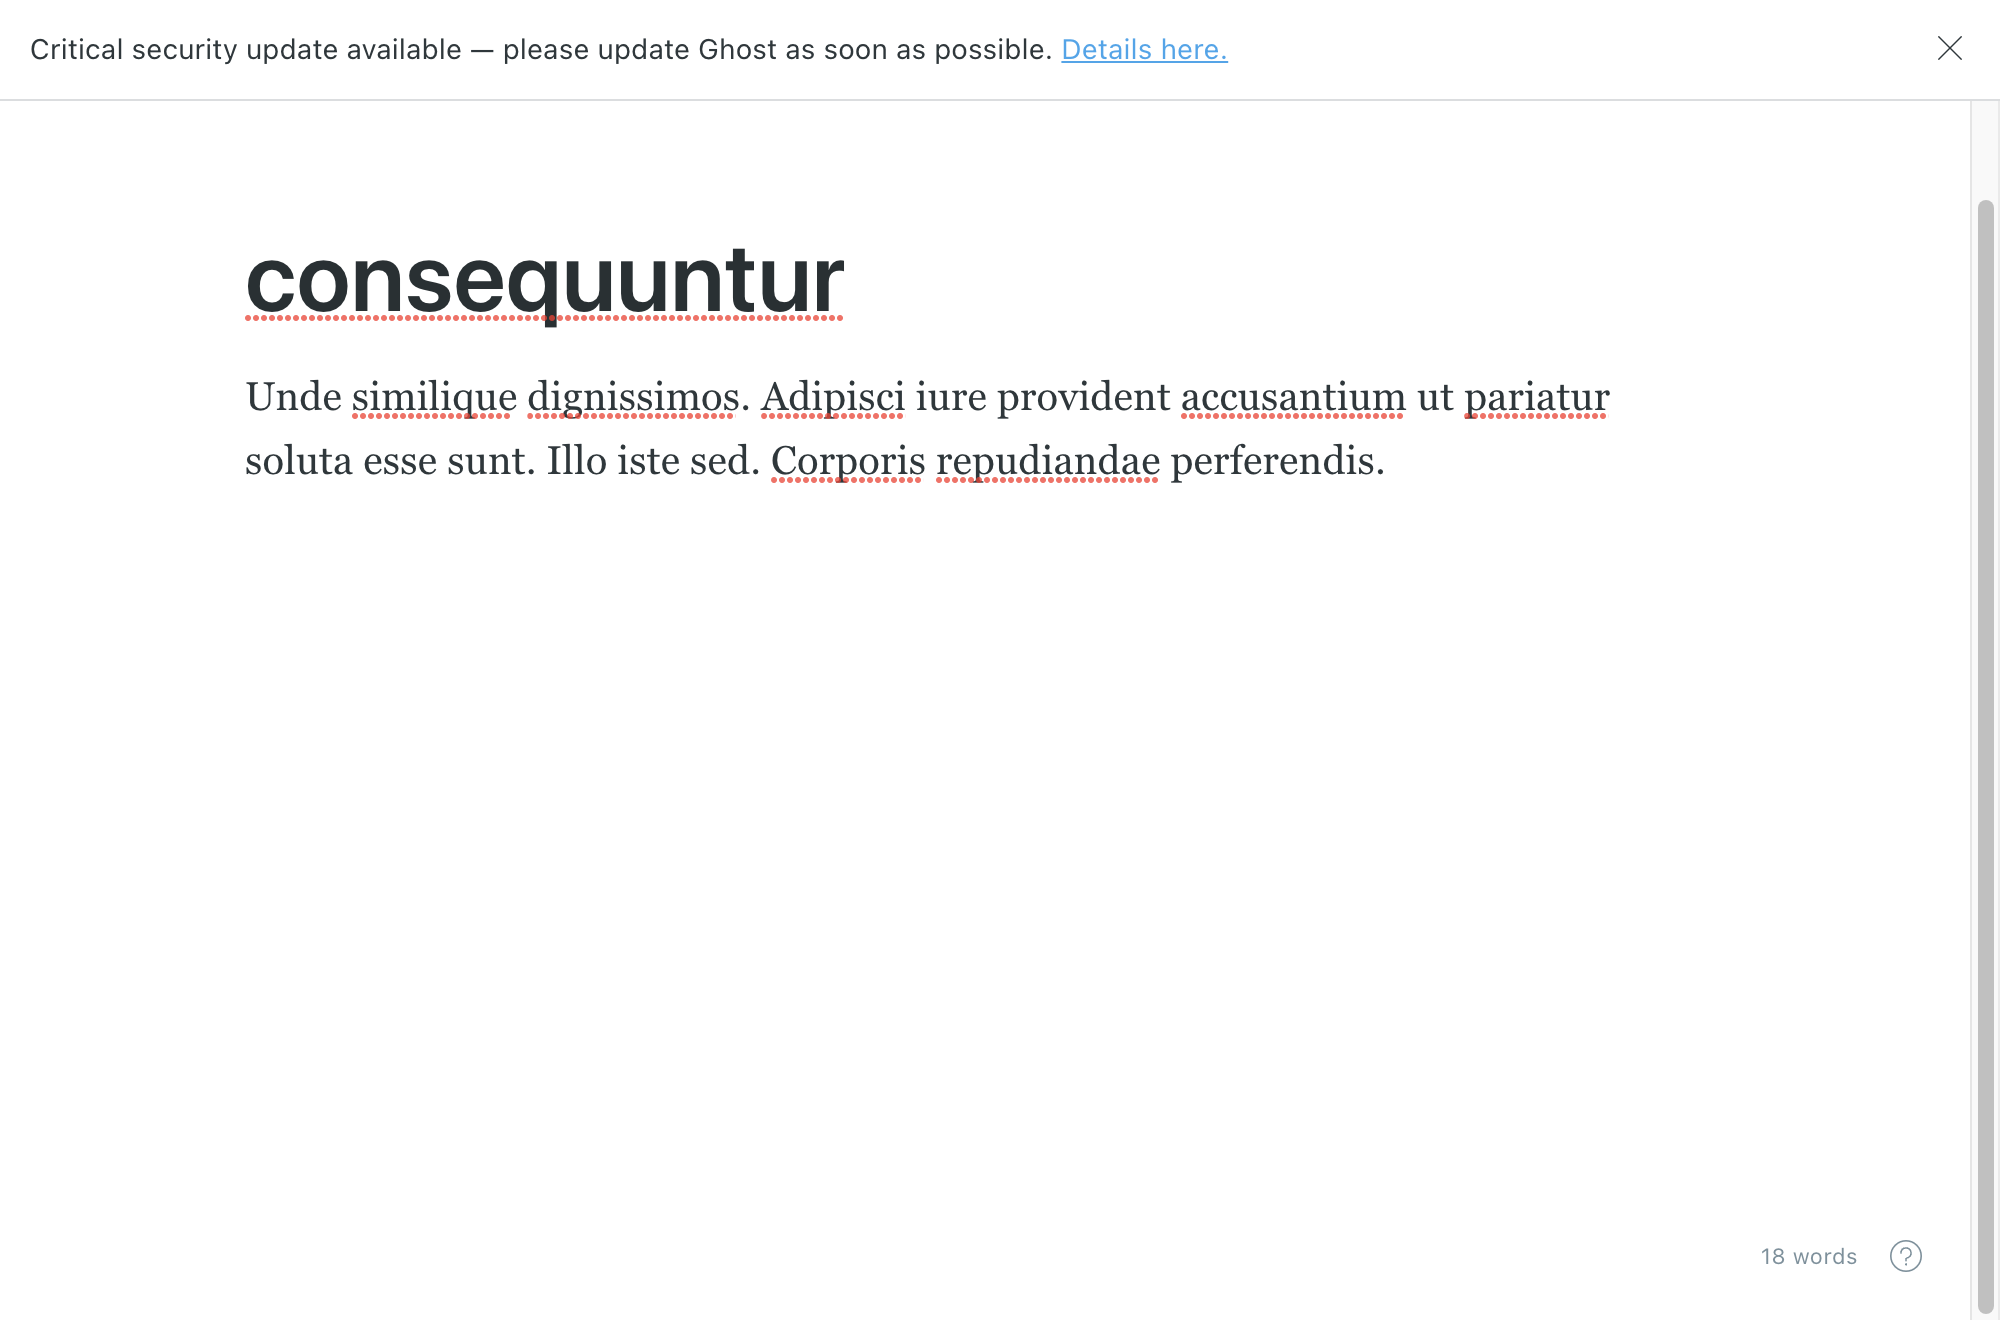 Critical security update available — please update Ghost as soon as possible. Details here.
consequuntur
Unde similique dignissimos. Adipisci iure provident accusantium ut pariatur
soluta esse sunt. Illo iste sed. Corporis repudiandae perferendis.
18 words
?